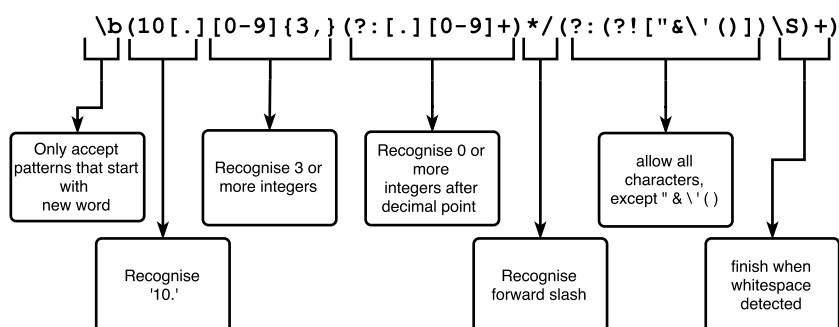 \b(10[.][0-9]{3,}(?:[.][0-9]+)*/(?:(?!["&\'()])\S)+)
Only accept
patterns that start
with
new word
Recognise 3 or
more integers
Recognise 0 or
more
integers after
decimal point
allow all
characters,
except " & \ ' ( )
Recognise
'10.'
Recognise
forward slash
finish when
whitespace
detected